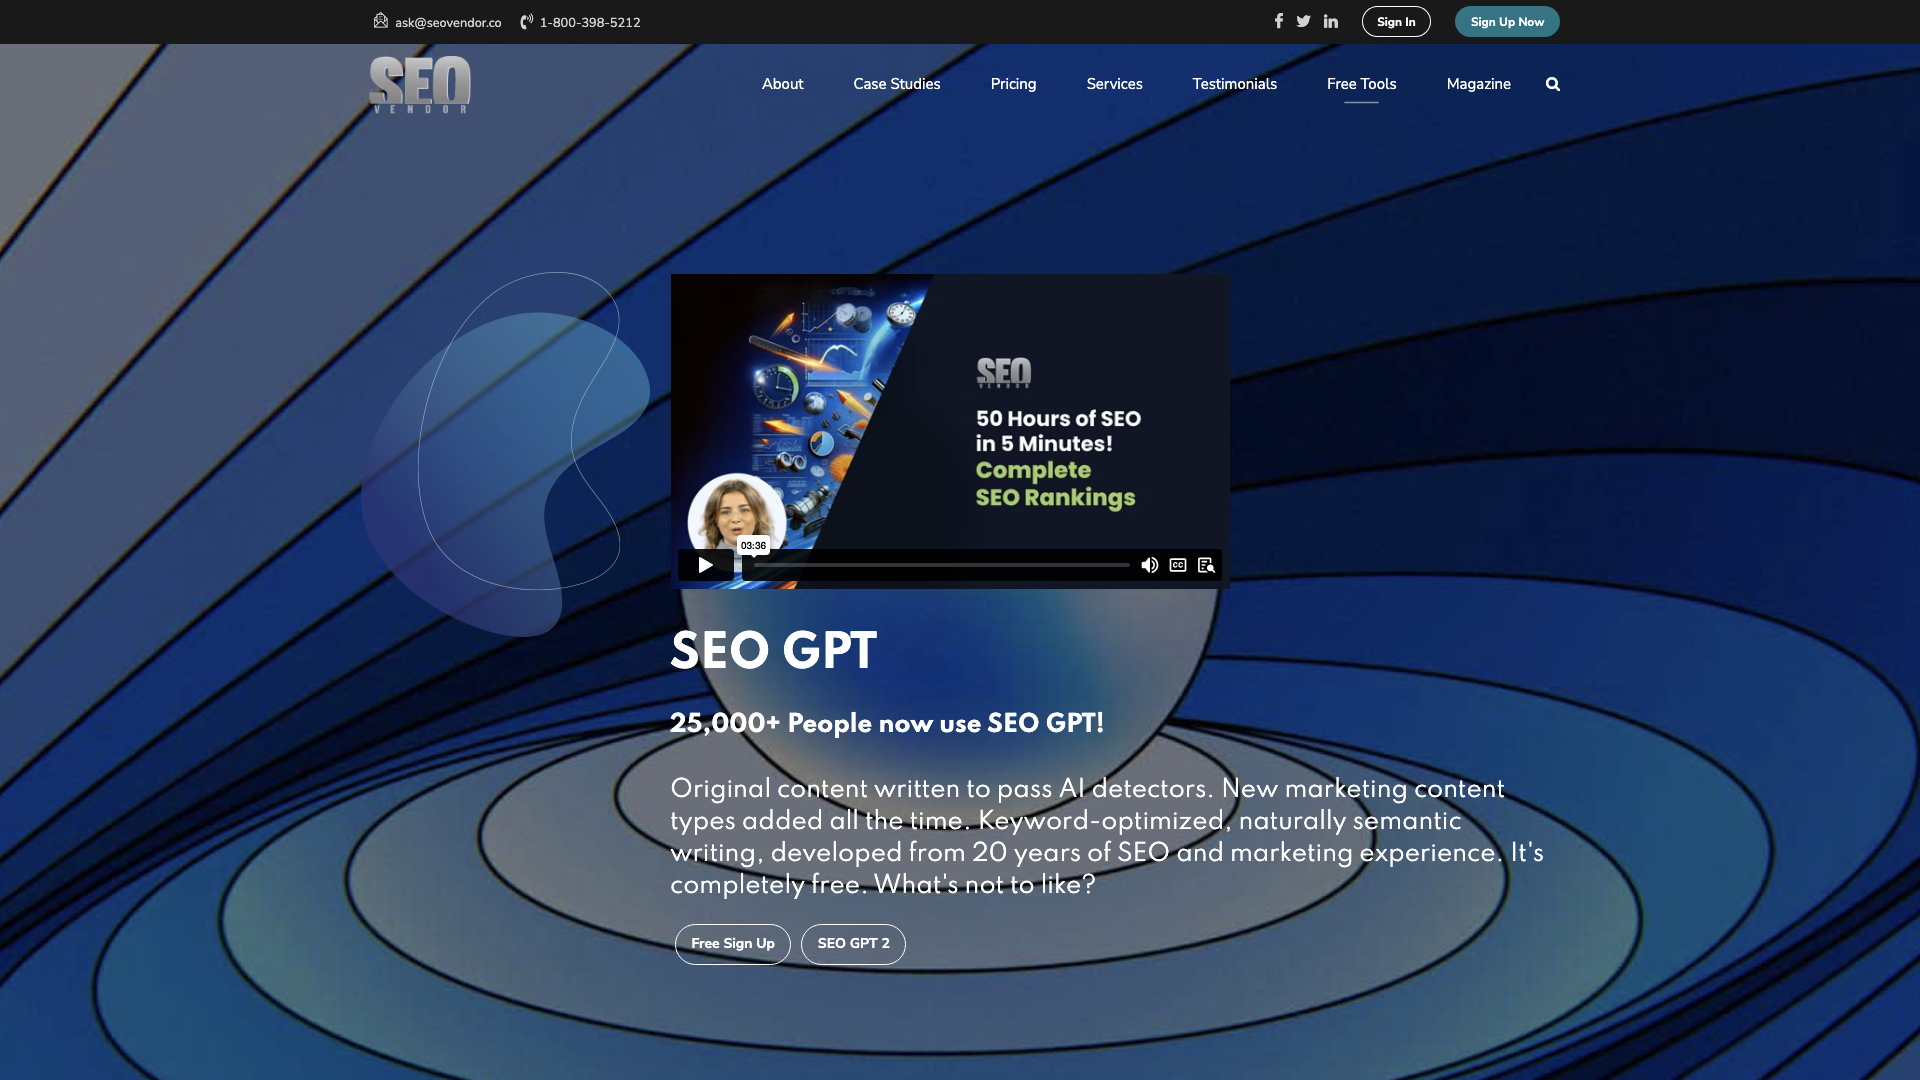 ask@seovendor.co 1-800-398-5212 Sign In Sign Up Now
SEO
VENDOR
About Case Studies Pricing Services Testimonials Free Tools Magazine
SEO
VENDOR
50 Hours of SEO
in 5 Minutes!
Complete
SEO Rankings
03:36
CC
SEO GPT
25,000+ People now use SEO GPT!
Original content written to pass AI detectors. New marketing content
types added all the time. Keyword-optimized, naturally semantic
writing, developed from 20 years of SEO and marketing experience. It's
completely free. What's not to like?
Free Sign Up SEO GPT 2